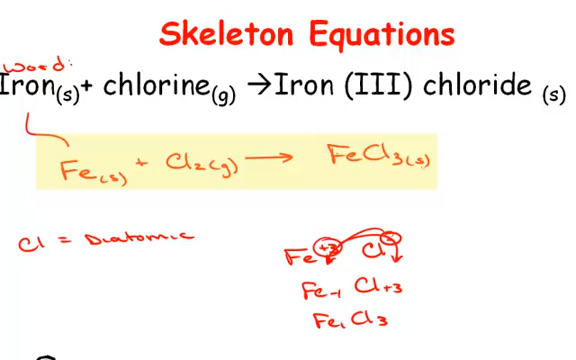 Skeleton Equations
Word:
Iron(s)+ chlorine(g) →Iron (III) chloride (s)
Fe(s) + Cl2(g) → FeCl3(s)
Cl = Diatomic
Fe+3 Cl-
Fe-1 Cl+3
Fe1 Cl3